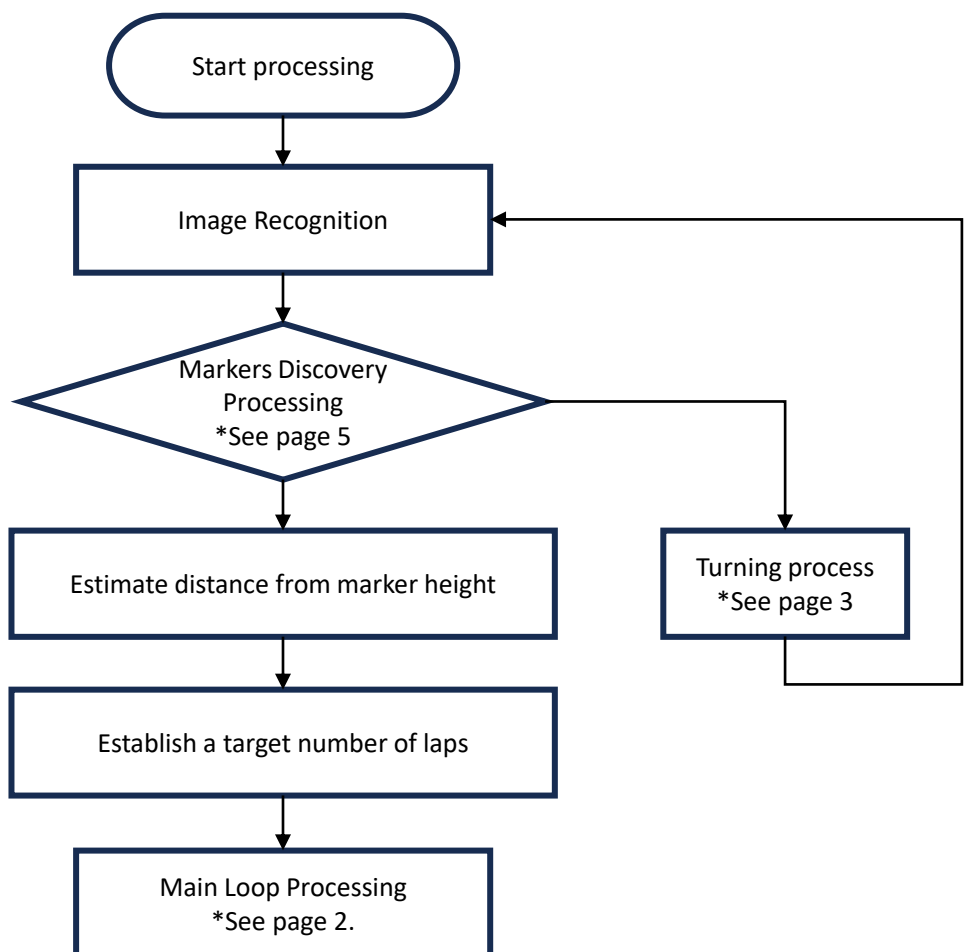 Start processing
Image Recognition
Markers Discovery
Processing
*See page 5
Estimate distance from marker height
Turning process
*See page 3
Establish a target number of laps
Main Loop Processing
*See page 2.